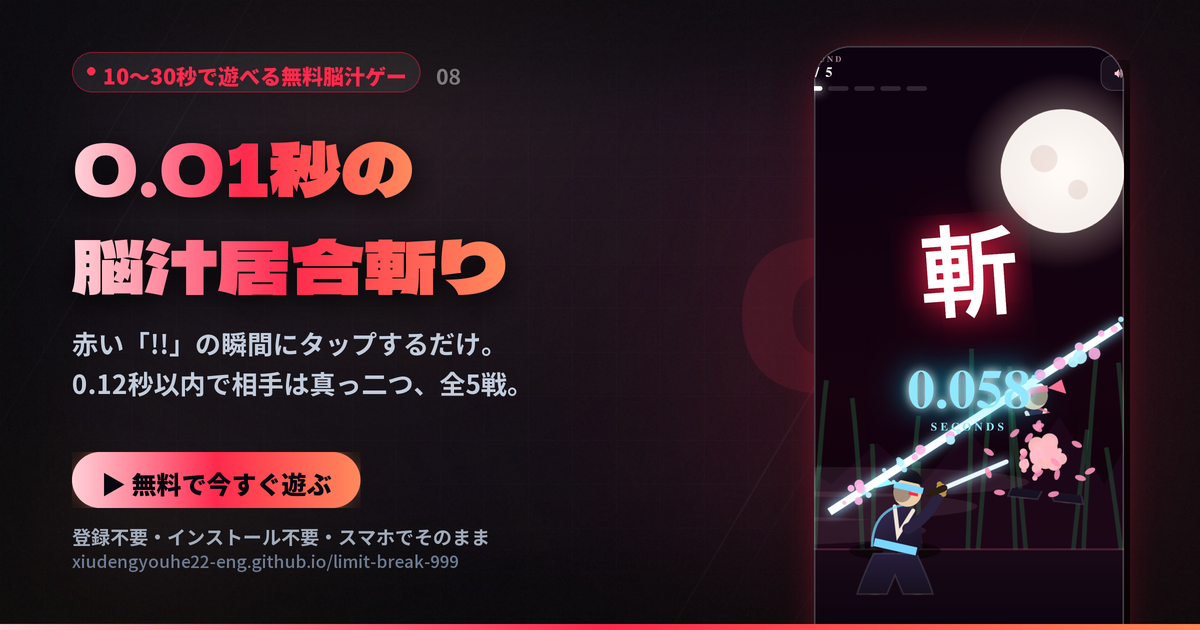 10〜30秒で遊べる無料脳汁ゲー
08
0.01秒の
脳汁居合斬り
赤い「!!」の瞬間にタップするだけ。
0.12秒以内で相手は真っ二つ、全5戦。
▶ 無料で今すぐ遊ぶ
登録不要・インストール不要・スマホでそのまま
xiudengyouhe22-eng.github.io/limit-break-999
/ 5
斬
0.058
SECONDS